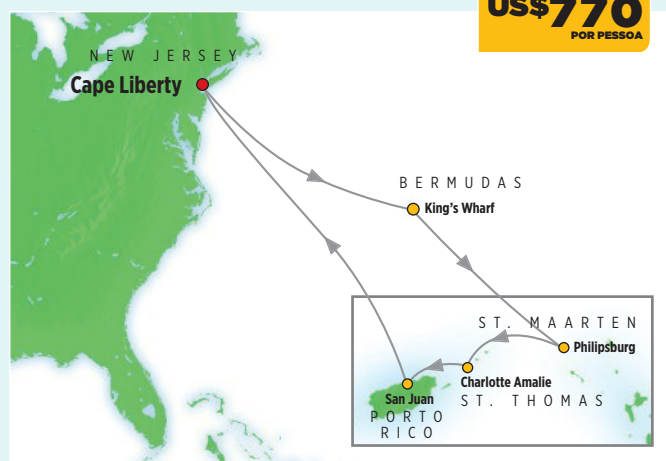 US$770
POR PESSOA
NEW JERSEY
Cape Liberty
BERMUDAS
King's Wharf
ST. MAARTEN
Philipsburg
Charlotte Amalie
ST. THOMAS
San Juan
PORTO
RICO